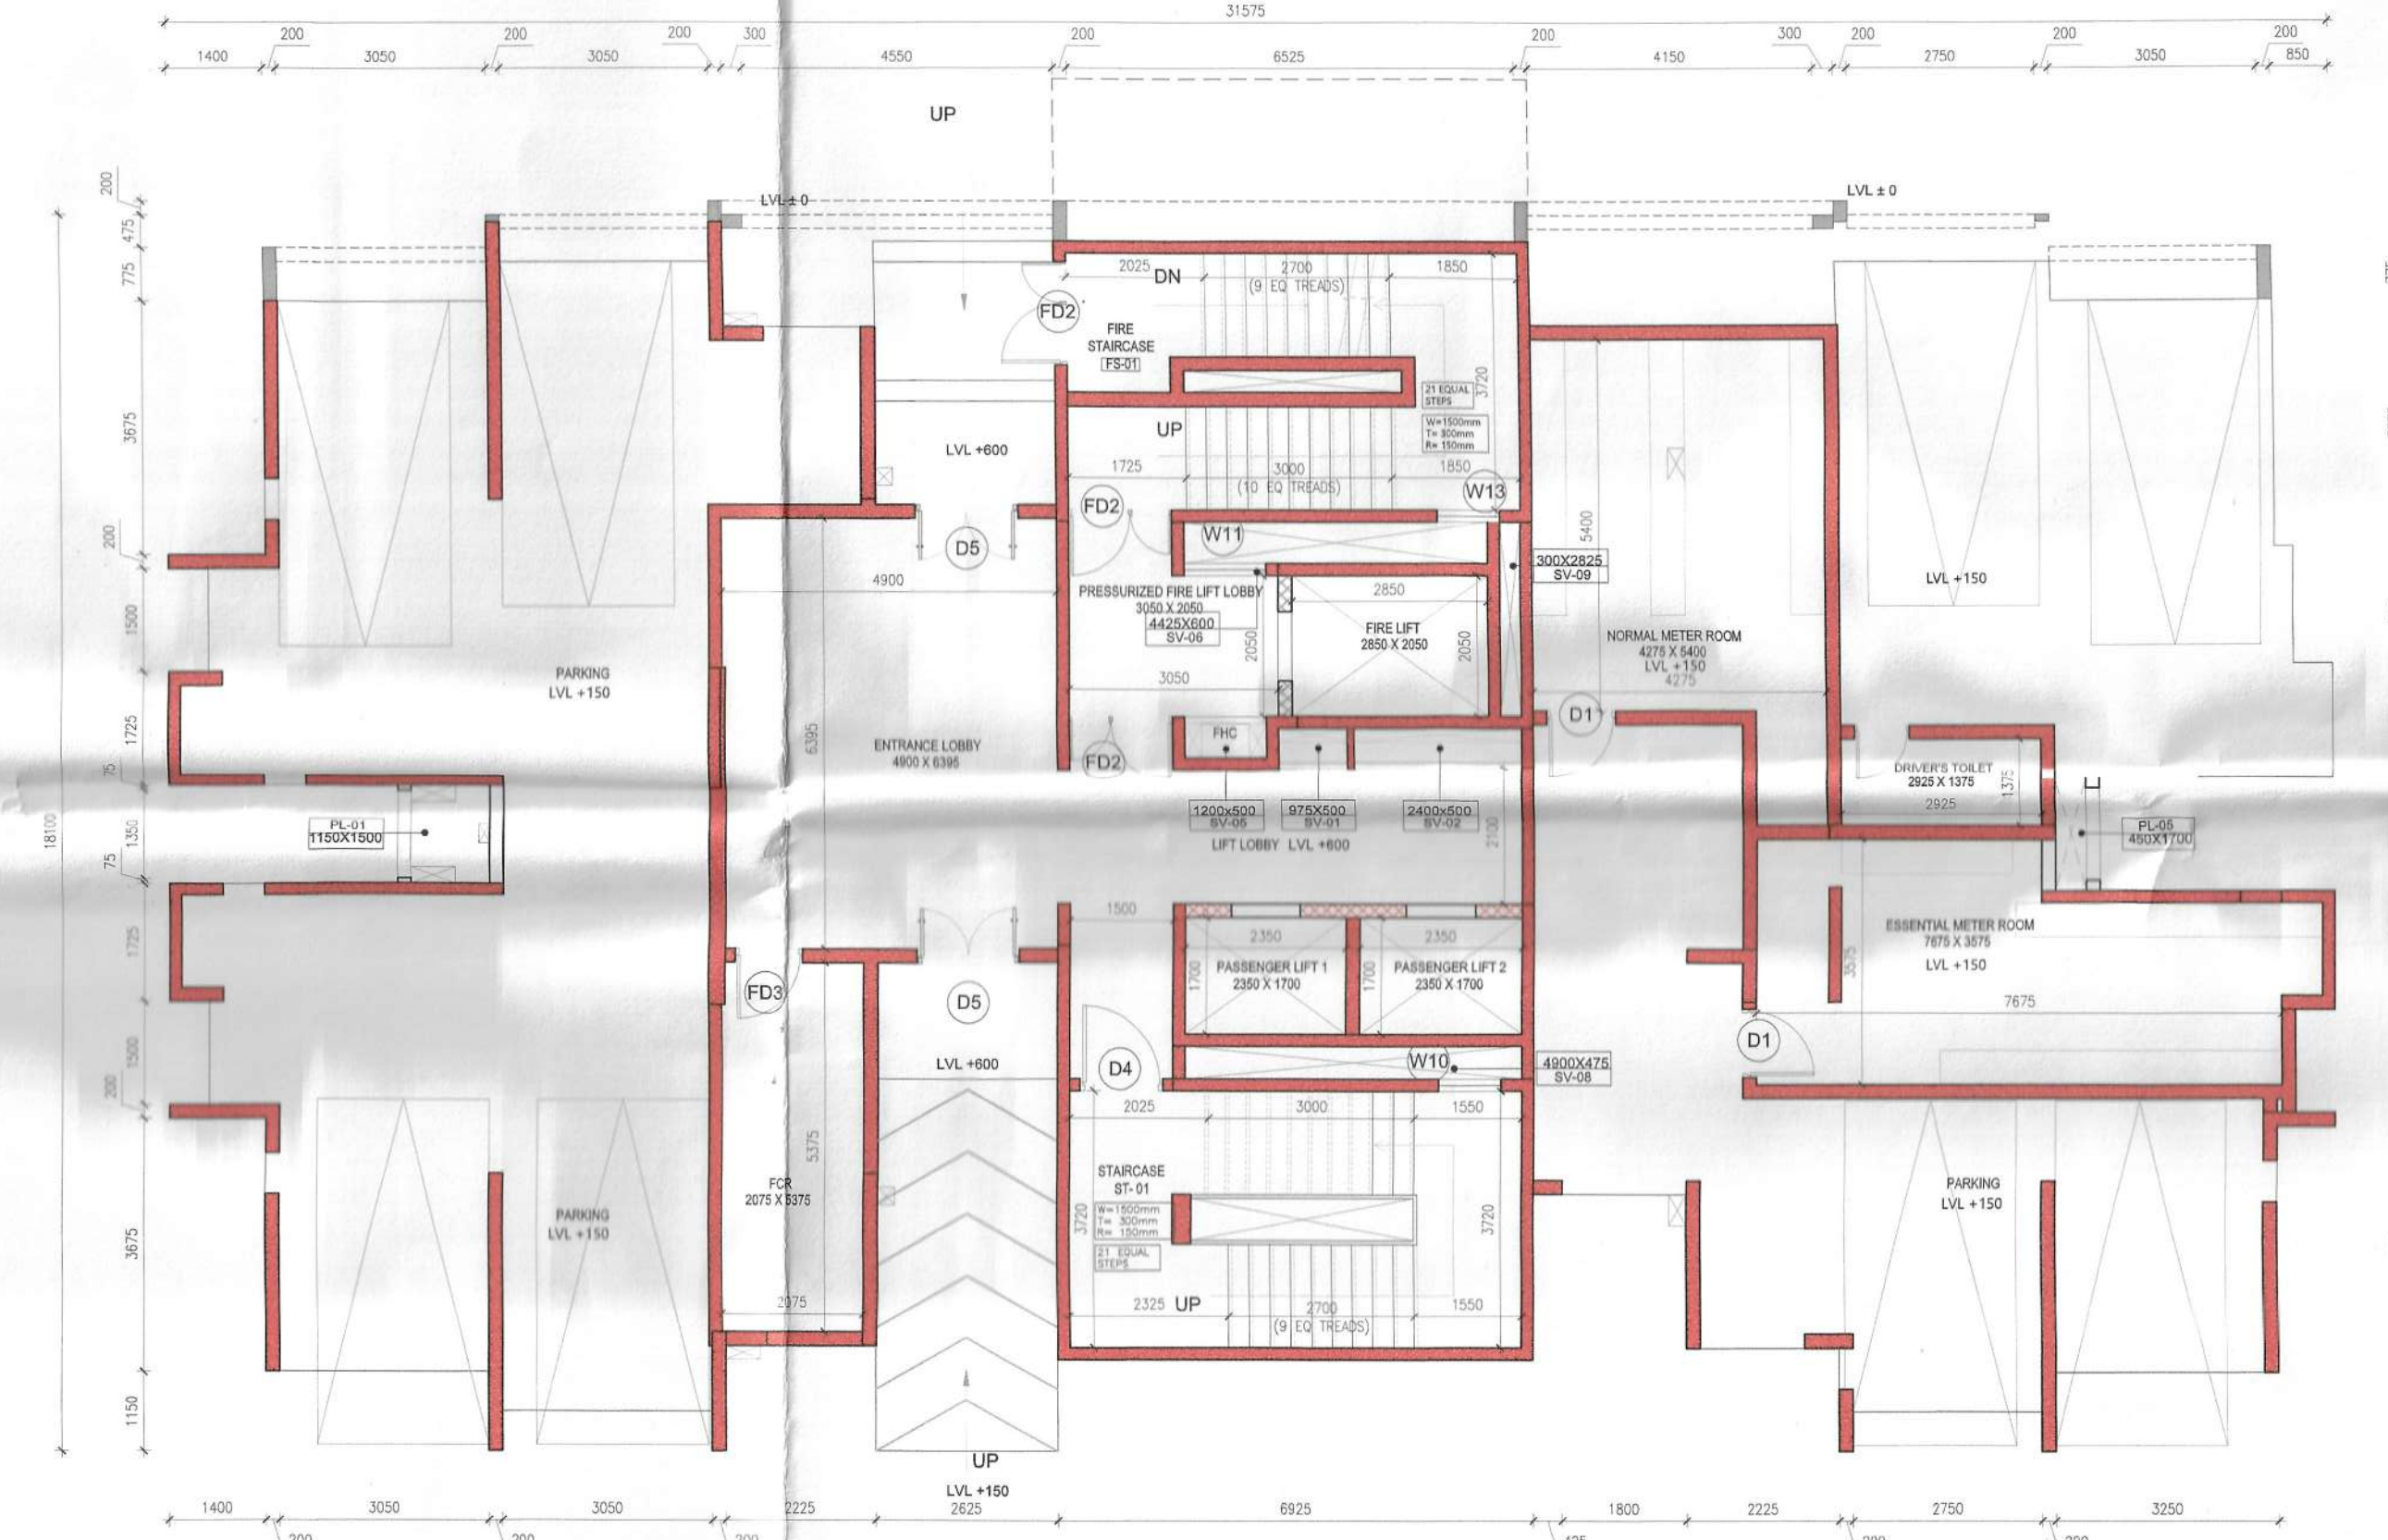 31575
200
200
200
300
200
200
300
200
200
200
1400
3050
3050
4550
6525
4150
2750
3050
850
UP
200
475
775
3675
200
1500
1725
75
1350
75
1725
1500
200
3675
1150
18100
LVL ± 0
LVL ± 0
2025
DN
2700
(9 EQ TREADS)
1850
FD2
FIRE
STAIRCASE
FS-01
3720
21 EQUAL
STEPS
W=1500mm
T= 300mm
R= 150mm
UP
LVL +600
1725
3000
(10 EQ TREADS)
1850
FD2
W13
W11
D5
4900
5400
300X2825
SV-09
LVL +150
PRESSURIZED FIRE LIFT LOBBY
3050 X 2050
4425X600
SV-06
2050
2850
FIRE LIFT
2850 X 2050
2050
3050
NORMAL METER ROOM
4275 X 5400
LVL +150
4275
PARKING
LVL +150
D1
FHC
6395
ENTRANCE LOBBY
4900 X 6395
FD2
DRIVER'S TOILET
2925 X 1375
2925
1375
PL-01
1150X1500
1200x500
SV-05
975X500
SV-01
2400x500
SV-02
LIFT LOBBY LVL +600
2100
PL-05
450X1700
1500
2350
2350
1700
PASSENGER LIFT 1
2350 X 1700
1700
PASSENGER LIFT 2
2350 X 1700
ESSENTIAL METER ROOM
7675 X 3575
LVL +150
3575
7675
FD3
D5
D1
LVL +600
D4
W10
4900X475
SV-08
2025
3000
1550
5375
FCR
2075 X 5375
STAIRCASE
ST- 01
W=1500mm
T= 300mm
R= 150mm
21 EQUAL
STEPS
3720
3720
PARKING
LVL +150
PARKING
LVL +150
2075
2325
UP
2700
(9 EQ TREADS)
1550
UP
LVL +150
1400
3050
3050
2225
2625
6925
1800
2225
2750
3250